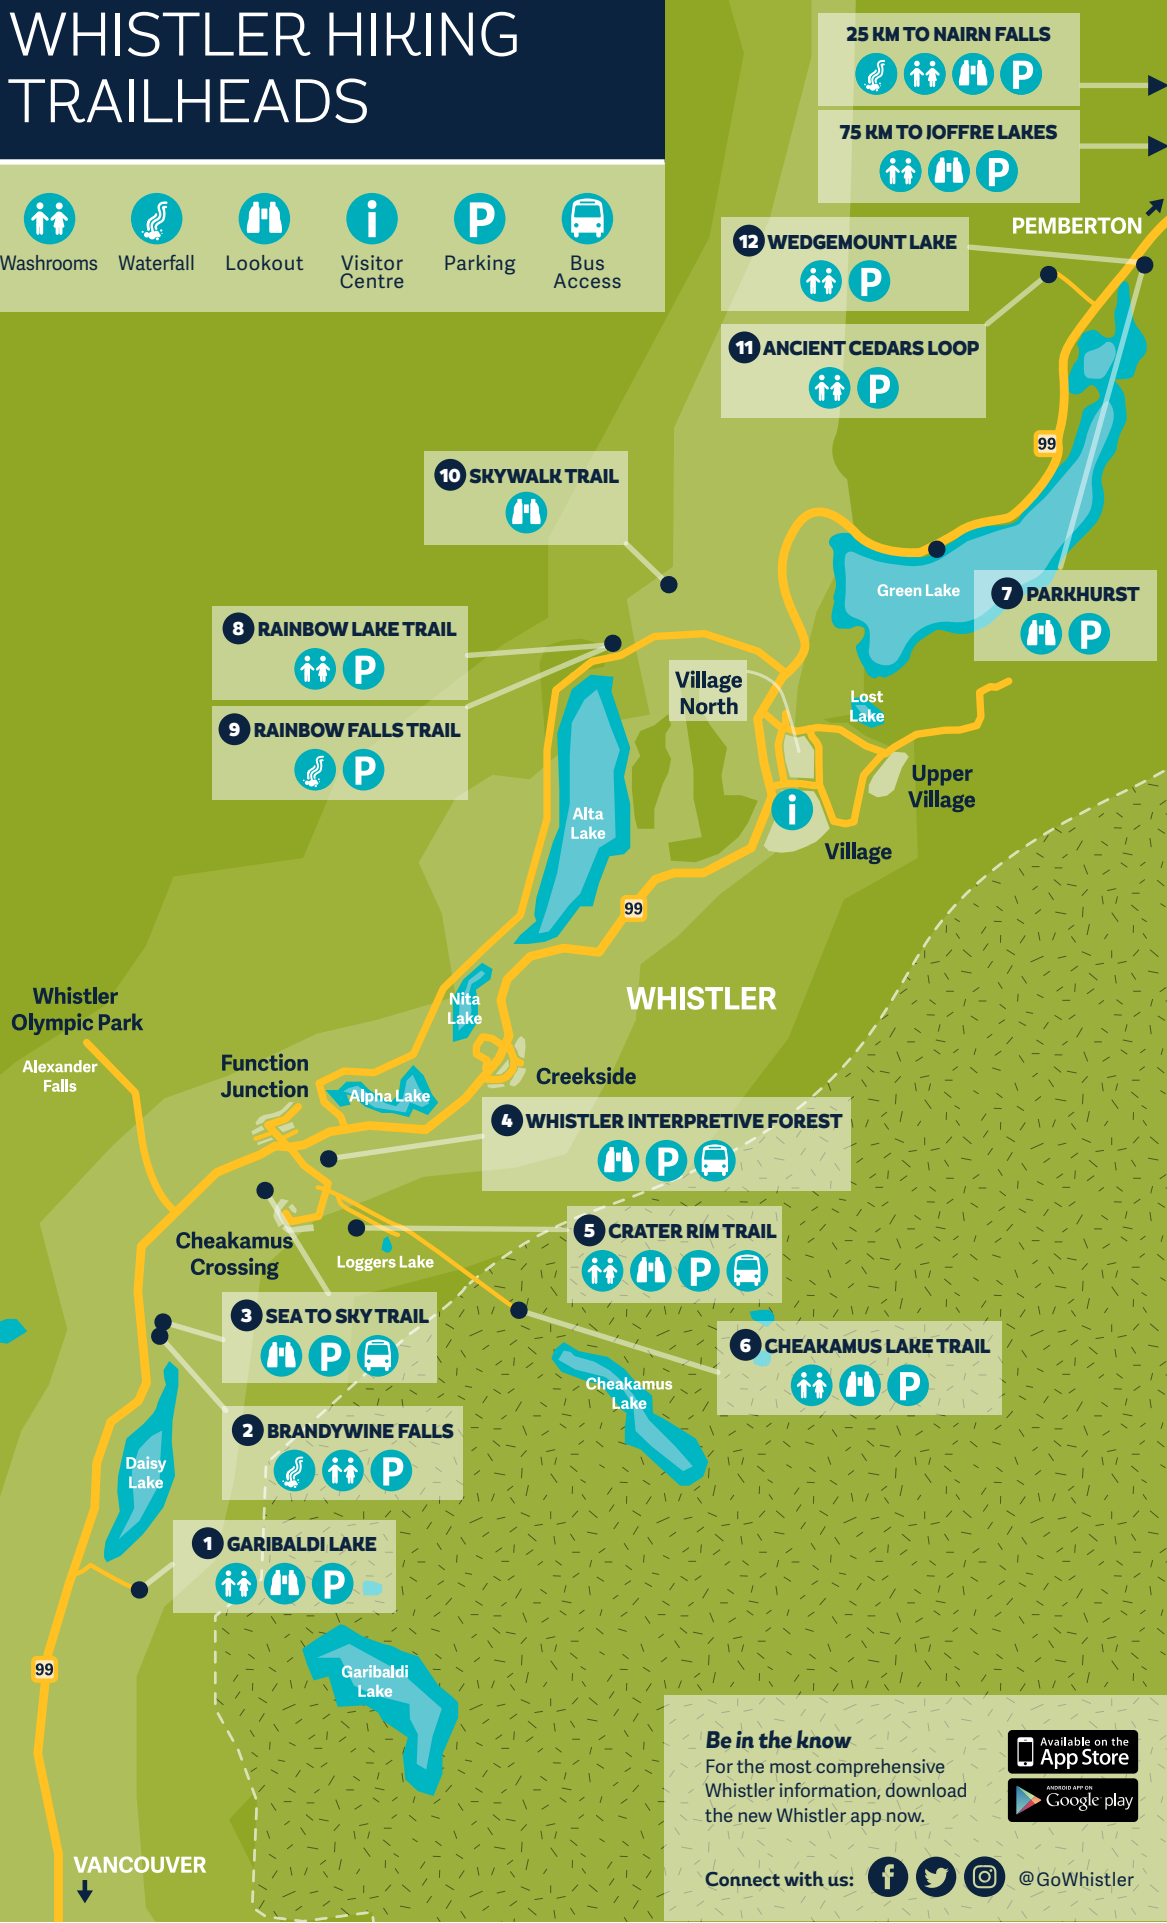 WHISTLER HIKING
TRAILHEADS
Washrooms
Waterfall
Lookout
i
Visitor
Centre
P
Parking
Bus
Access
25 KM TO NAIRN FALLS
P
75 KM TO JOFFRE LAKES
P
PEMBERTON
12 WEDGEMOUNT LAKE
P
11 ANCIENT CEDARS LOOP
P
99
10 SKYWALK TRAIL
Green Lake
7 PARKHURST
P
8 RAINBOW LAKE TRAIL
P
9 RAINBOW FALLS TRAIL
P
Village
North
Lost
Lake
Upper
Village
i
Village
Alta
Lake
99
WHISTLER
Whistler
Olympic Park
Alexander
Falls
Nita
Lake
Function
Junction
Alpha Lake
Creekside
4 WHISTLER INTERPRETIVE FOREST
P
5 CRATER RIM TRAIL
P
Cheakamus
Crossing
Loggers Lake
3 SEA TO SKY TRAIL
P
6 CHEAKAMUS LAKE TRAIL
P
Cheakamus
Lake
2 BRANDYWINE FALLS
P
Daisy
Lake
1 GARIBALDI LAKE
P
Garibaldi
Lake
99
VANCOUVER
Be in the know
For the most comprehensive
Whistler information, download
the new Whistler app now.
Available on the
App Store
ANDROID APP ON
Google play
Connect with us:
f
@GoWhistler